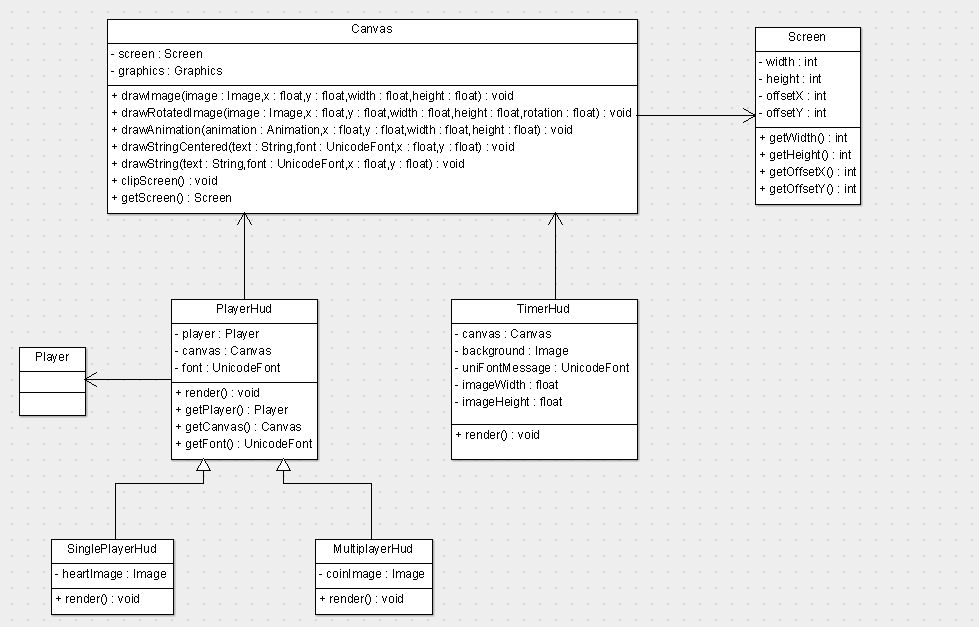 Canvas
- screen : Screen
- graphics : Graphics
+ drawImage(image : Image,x : float,y : float,width : float,height : float) : void
+ drawRotatedImage(image : Image,x : float,y : float,width : float,height : float,rotation : float) : void
+ drawAnimation(animation : Animation,x : float,y : float,width : float,height : float) : void
+ drawStringCentered(text : String,font : UnicodeFont,x : float,y : float) : void
+ drawString(text : String,font : UnicodeFont,x : float,y : float) : void
+ clipScreen() : void
+ getScreen() : Screen
Screen
- width : int
- height : int
- offsetX : int
- offsetY : int
+ getWidth() : int
+ getHeight() : int
+ getOffsetX() : int
+ getOffsetY() : int
Player
PlayerHud
- player : Player
- canvas : Canvas
- font : UnicodeFont
+ render() : void
+ getPlayer() : Player
+ getCanvas() : Canvas
+ getFont() : UnicodeFont
TimerHud
- canvas : Canvas
- background : Image
- uniFontMessage : UnicodeFont
- imageWidth : float
- imageHeight : float
+ render() : void
SinglePlayerHud
- heartImage : Image
+ render() : void
MultiplayerHud
- coinImage : Image
+ render() : void